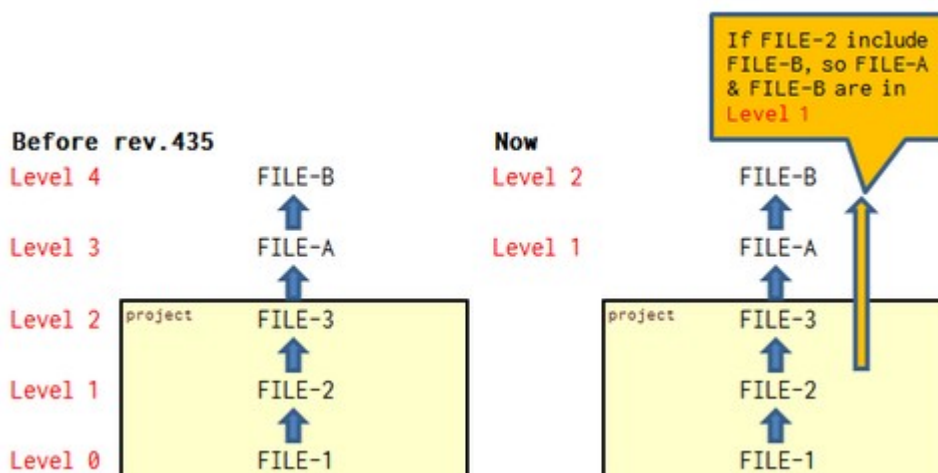 If FILE-2 include
FILE-B, so FILE-A
& FILE-B are in
Level 1
Before rev.435
Now
Level 4 FILE-B
Level 2 FILE-B
Level 3 FILE-A
Level 1 FILE-A
Level 2 project FILE-3
project FILE-3
Level 1 FILE-2
FILE-2
Level 0 FILE-1
FILE-1